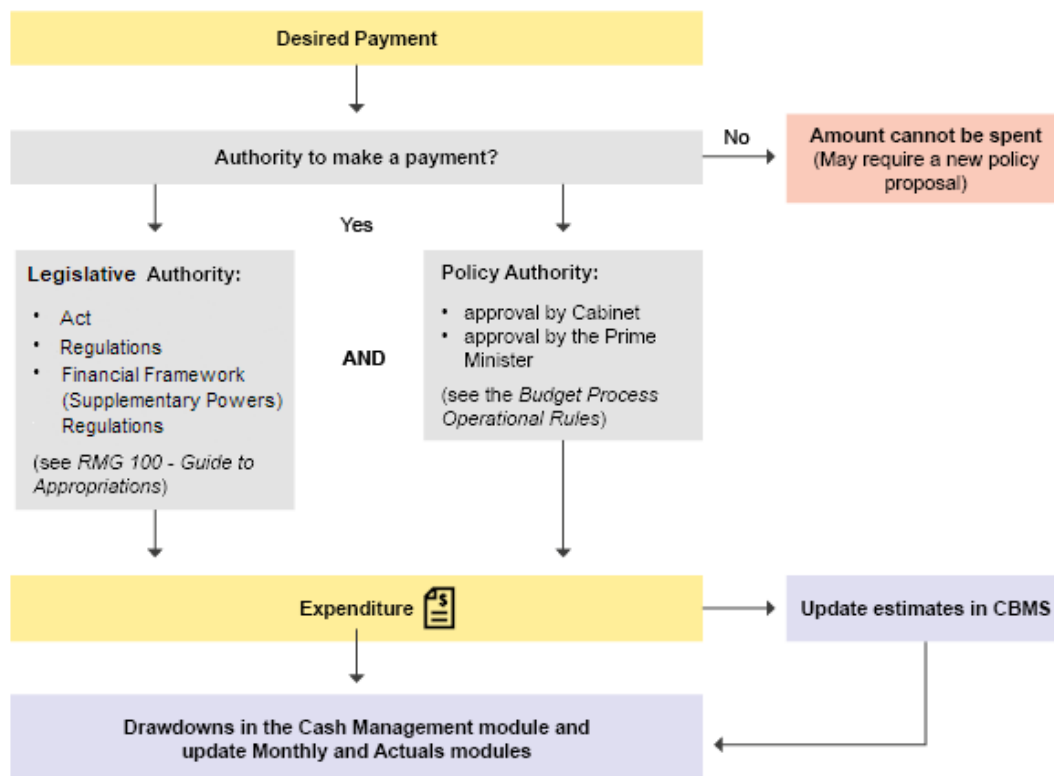 Desired Payment
Authority to make a payment?
No
Amount cannot be spent
(May require a new policy
proposal)
Yes
Legislative Authority:
• Act
• Regulations
• Financial Framework
(Supplementary Powers)
Regulations
(see RMG 100 - Guide to
Appropriations)
AND
Policy Authority:
• approval by Cabinet
• approval by the Prime
Minister
(see the Budget Process
Operational Rules)
Expenditure
$
Update estimates in CBMS
Drawdowns in the Cash Management module and
update Monthly and Actuals modules